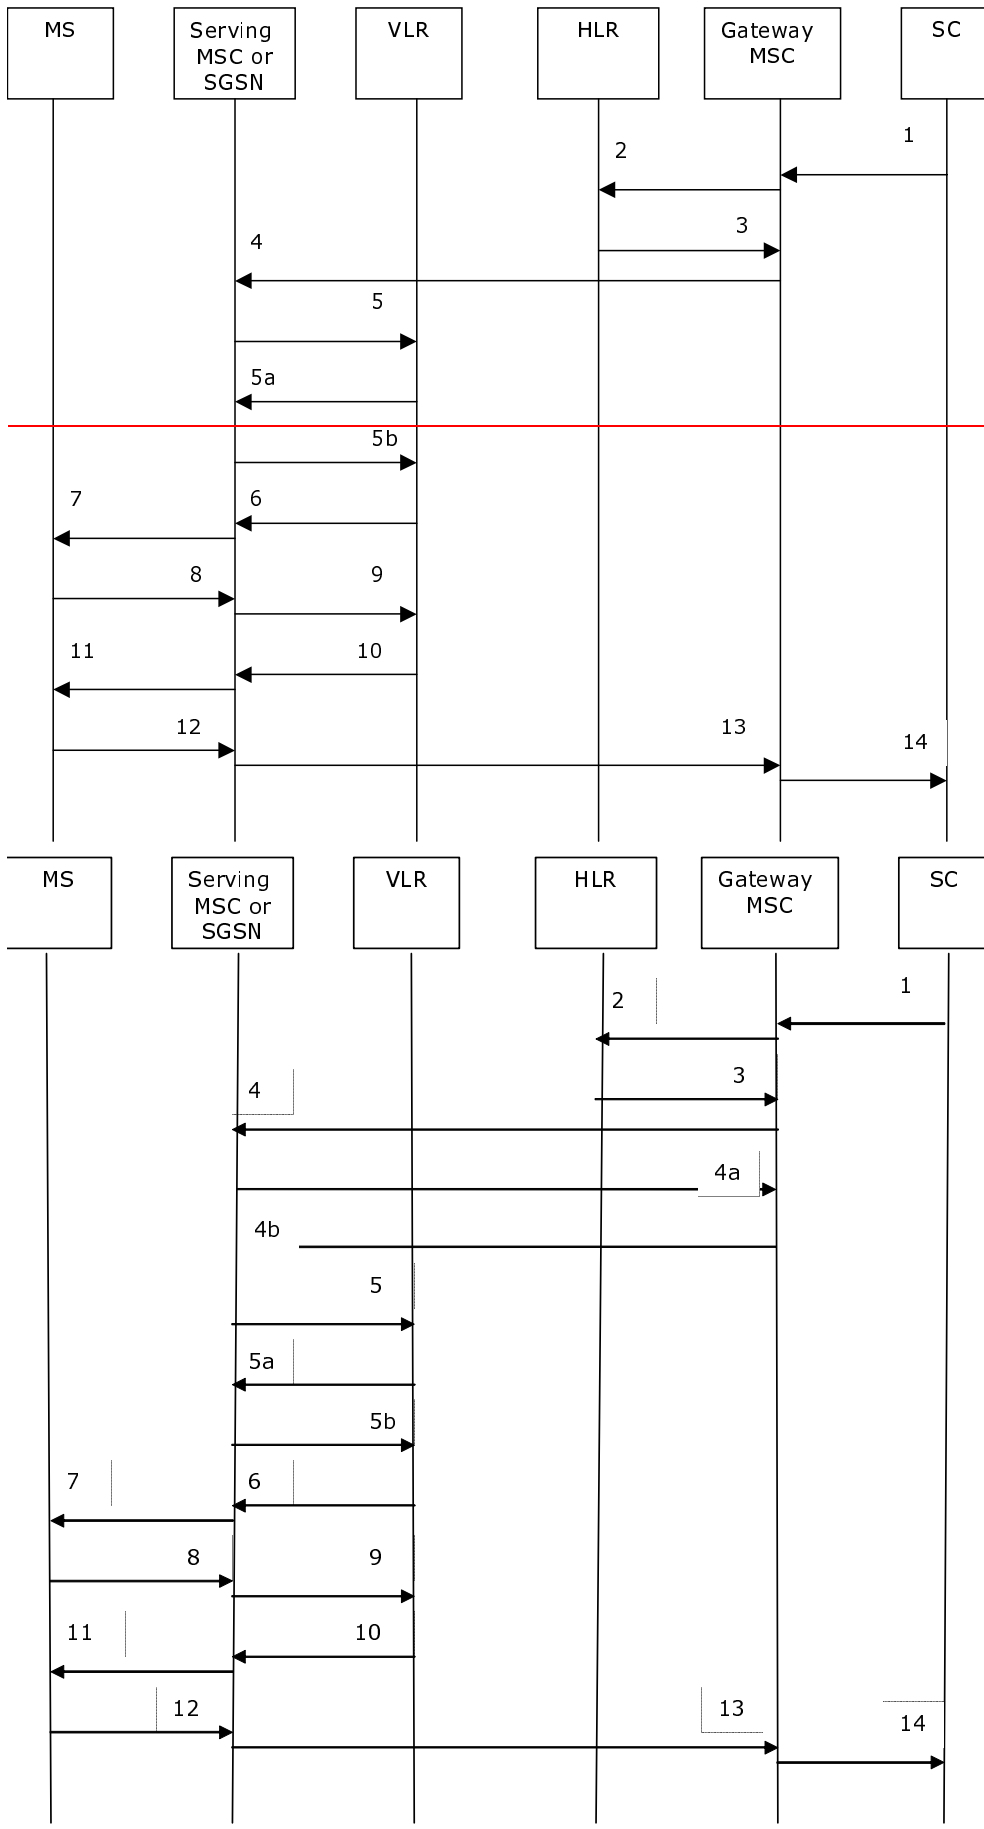 MS
Serving
MSC or
SGSN
VLR
HLR
Gateway
MSC
SC
1
2
3
4
5
5a
5b
7
6
8
9
11
10
12
13
14
MS
Serving
MSC or
SGSN
VLR
HLR
Gateway
MSC
SC
1
2
3
4
4a
4b
5
5a
5b
7
6
8
9
11
10
12
13
14